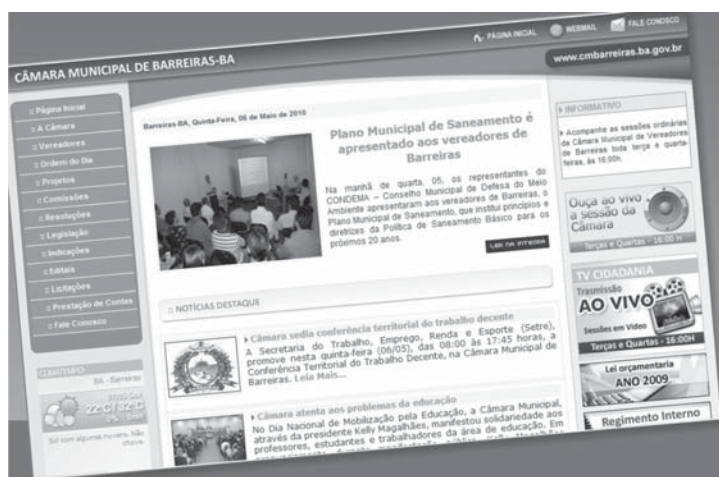 PÁGINA INICIAL
WEBMAIL
FALE CONOSCO
CÂMARA MUNICIPAL DE BARREIRAS-BA
www.cmbarreiras.ba.gov.br
:: Página Inicial
:: A Câmara
:: Vereadores
:: Ordem do Dia
:: Projetos
:: Comissões
:: Resoluções
:: Legislação
:: Indicações
:: Editais
:: Licitações
:: Prestação de Contas
:: Fale Conosco
CLIMATEMPO
BA - Barreiras
22°C/32°C
Sol com algumas nuvens. Não
chove.
Barreiras-BA, Quinta-Feira, 06 de Maio de 2010
Plano Municipal de Saneamento é
apresentado aos vereadores de
Barreiras
Na manhã de quarta, 05, os representantes do
CONDEMA – Conselho Municipal de Defesa do Meio
Ambiente apresentaram aos vereadores de Barreiras, o
Plano Municipal de Saneamento, que institui princípios e
diretrizes da Política de Saneamento Básico para os
próximos 20 anos.
LER NA INTEGRA
:: NOTÍCIAS DESTAQUE
Câmara sedia conferência territorial do trabalho decente
A Secretaria do Trabalho, Emprego, Renda e Esporte (Setre),
promove nesta quinta-feira (06/05), das 08:00 às 17:45 horas, a
Conferência Territorial do Trabalho Decente, na Câmara Municipal de
Barreiras. Leia Mais...
Câmara atenta aos problemas da educação
No Dia Nacional de Mobilização pela Educação, a Câmara Municipal,
através da presidente Kelly Magalhães, manifestou solidariedade aos
professores, estudantes e trabalhadores da área de educação. Em
INFORMATIVO
Acompanhe as sessões ordinárias
da Câmara Municipal de Vereadores
de Barreiras toda terça e quarta-
feiras, às 16:00h.
Ouça ao vivo
a sessão da
Câmara
Terças e Quartas - 16:00 H
TV CIDADANIA
Trasmissão
AO VIVO
Sessões em Vídeo
Terças e Quartas - 16:00H
Lei orçamentaria
ANO 2009
Regimento Interno